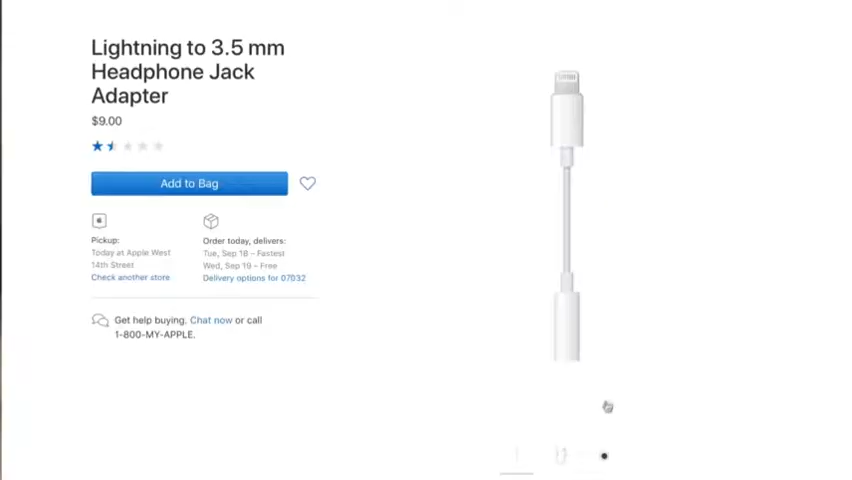 Lightning to 3.5 mm
Headphone Jack
Adapter
$9.00
Add to Bag
Pickup:
Today at Apple West
14th Street
Check another store
Order today, delivers:
Tue, Sep 18 – Fastest
Wed, Sep 19 – Free
Delivery options for 07032
Get help buying. Chat now or call
1-800-MY-APPLE.